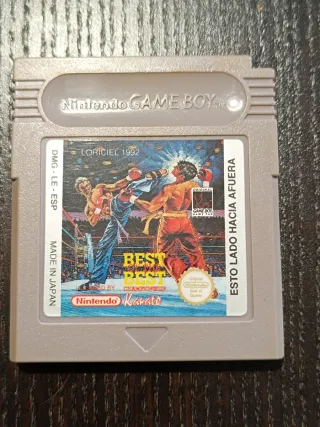 Nintendo GAME BOY
LORICIEL 1992
DMG - LE - ESP
MADE IN JAPAN
ESTO LADO HACIA AFUERA
BEST
BEST
Nintendo
Karate
Nintendo